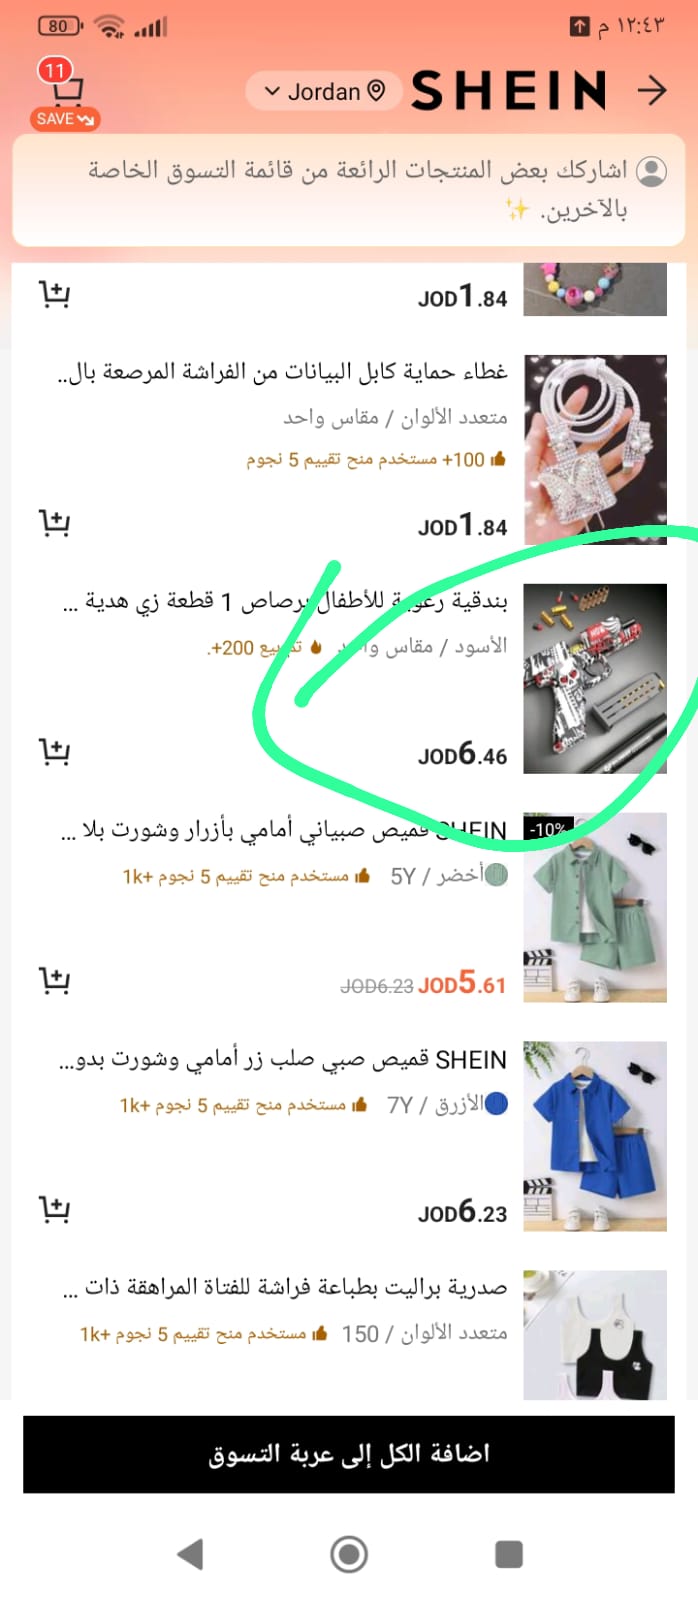 80
١٢:٤٣ م
11
SAVE
Jordan
SHEIN
اشاركك بعض المنتجات الرائعة من قائمة التسوق الخاصة
بالآخرين. ✨
JOD1.84
غطاء حماية كابل البيانات من الفراشة المرصعة بال..
متعدد الألوان / مقاس واحد
100+ مستخدم منح تقييم 5 نجوم
JOD1.84
بندقية رغوية للأطفال برصاص 1 قطعة زي هدية ...
الأسود / مقاس واحد
تم بيع 200+.
JOD6.46
-10%
SHEIN قميص صبياني أمامي بأزرار وشورت بلا ...
أخضر / 5Y
مستخدم منح تقييم 5 نجوم 1k+
JOD5.61 JOD6.23
SHEIN قميص صبي صلب زر أمامي وشورت بدو...
الأزرق / 7Y
مستخدم منح تقييم 5 نجوم 1k+
JOD6.23
صدرية براليت بطباعة فراشة للفتاة المراهقة ذات ...
متعدد الألوان / 150
مستخدم منح تقييم 5 نجوم 1k+
اضافة الكل إلى عربة التسوق